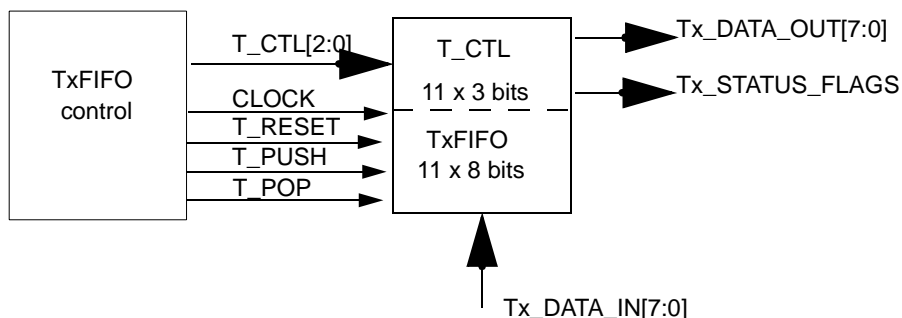 TxFIFO
control
T_CTL[2:0]
CLOCK
T_RESET
T_PUSH
T_POP
T_CTL
11 x 3 bits
TxFIFO
11 x 8 bits
Tx_DATA_OUT[7:0]
Tx_STATUS_FLAGS
Tx_DATA_IN[7:0]